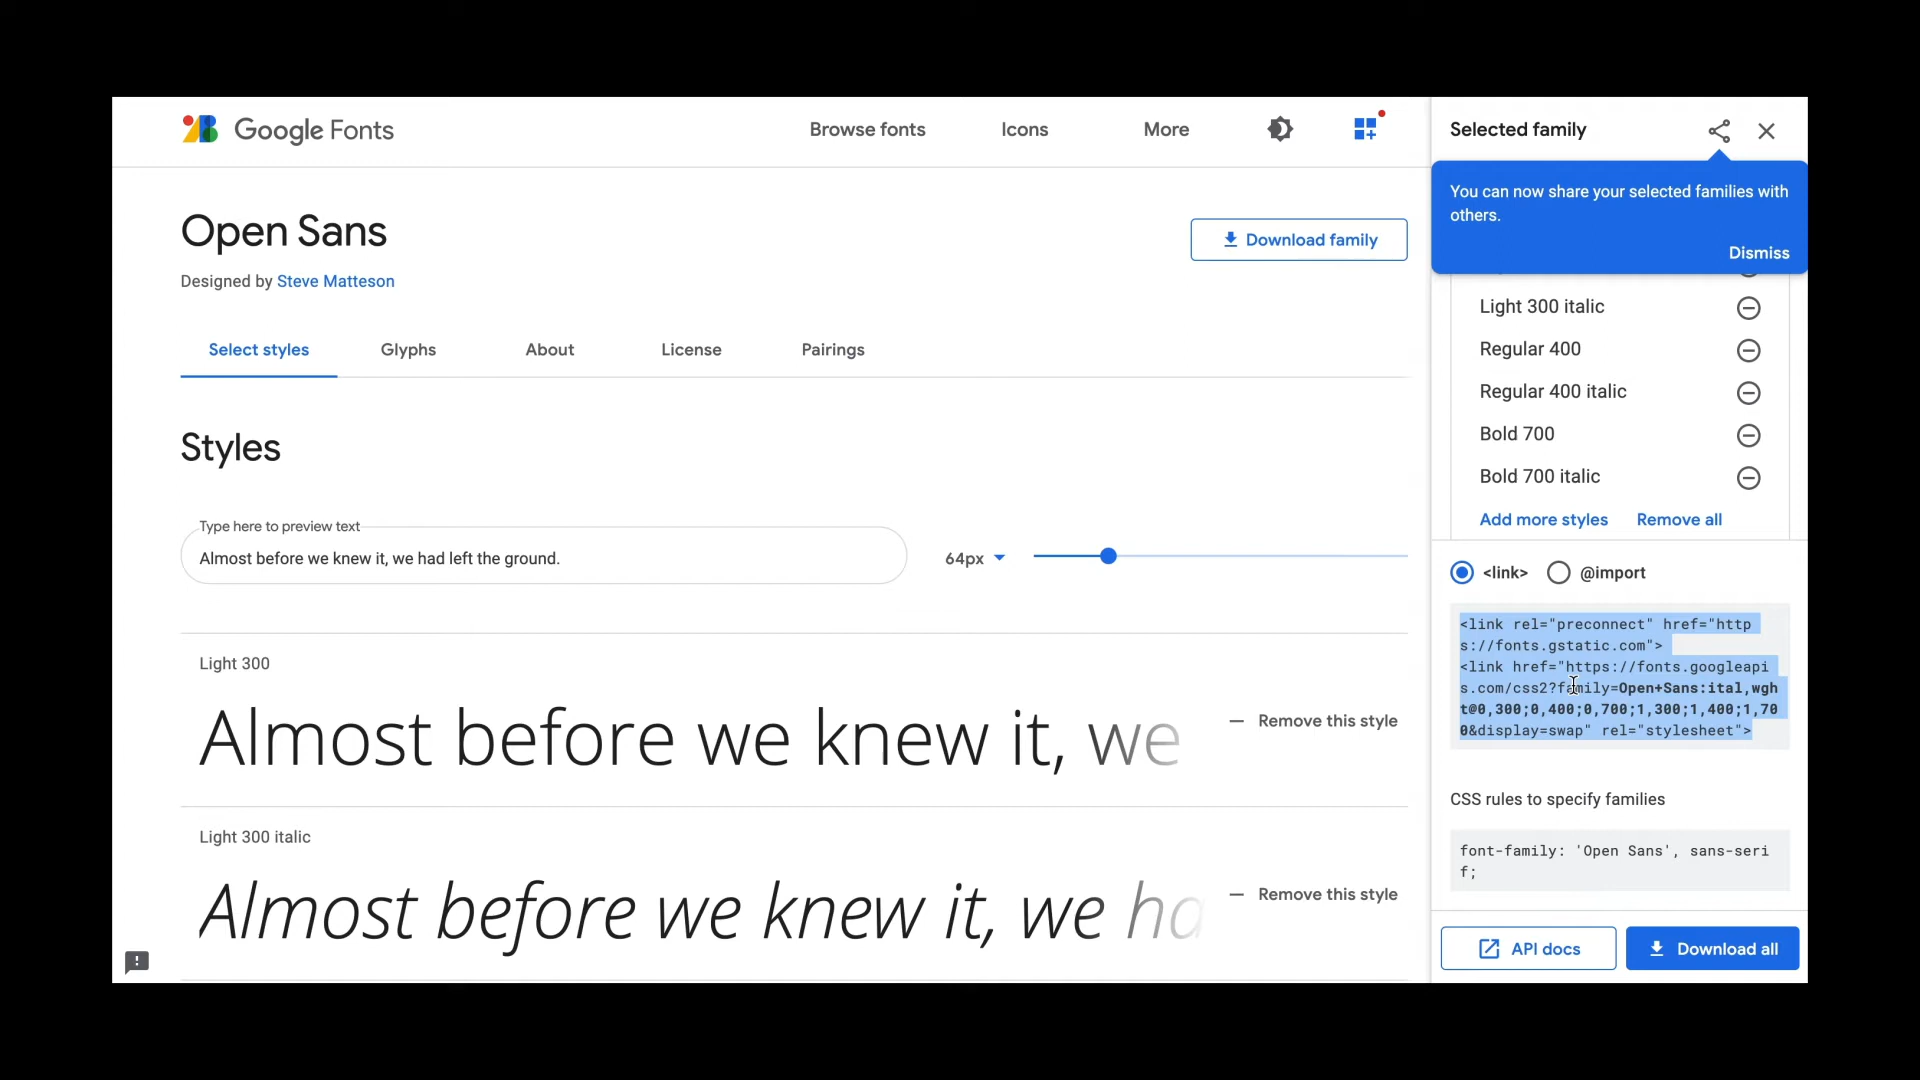 Google Fonts
Browse fonts
Icons
More
Open Sans
Designed by Steve Matteson
Download family
Select styles
Glyphs
About
License
Pairings
Styles
Type here to preview text
Almost before we knew it, we had left the ground.
64px
Light 300
Almost before we knew it, we
Remove this style
Light 300 italic
Almost before we knew it, we ha
Remove this style
Selected family
You can now share your selected families with
others.
Dismiss
Light 300 italic
Regular 400
Regular 400 italic
Bold 700
Bold 700 italic
Add more styles
Remove all
<link>
@import
<link rel="preconnect" href="http
s://fonts.gstatic.com">
<link href="https://fonts.googleapi
s.com/css2?family=Open+Sans:ital,wgh
t@0,300;0,400;0,700;1,300;1,400;1,70
0&display=swap" rel="stylesheet">
CSS rules to specify families
font-family: 'Open Sans', sans-seri
f;
API docs
Download all